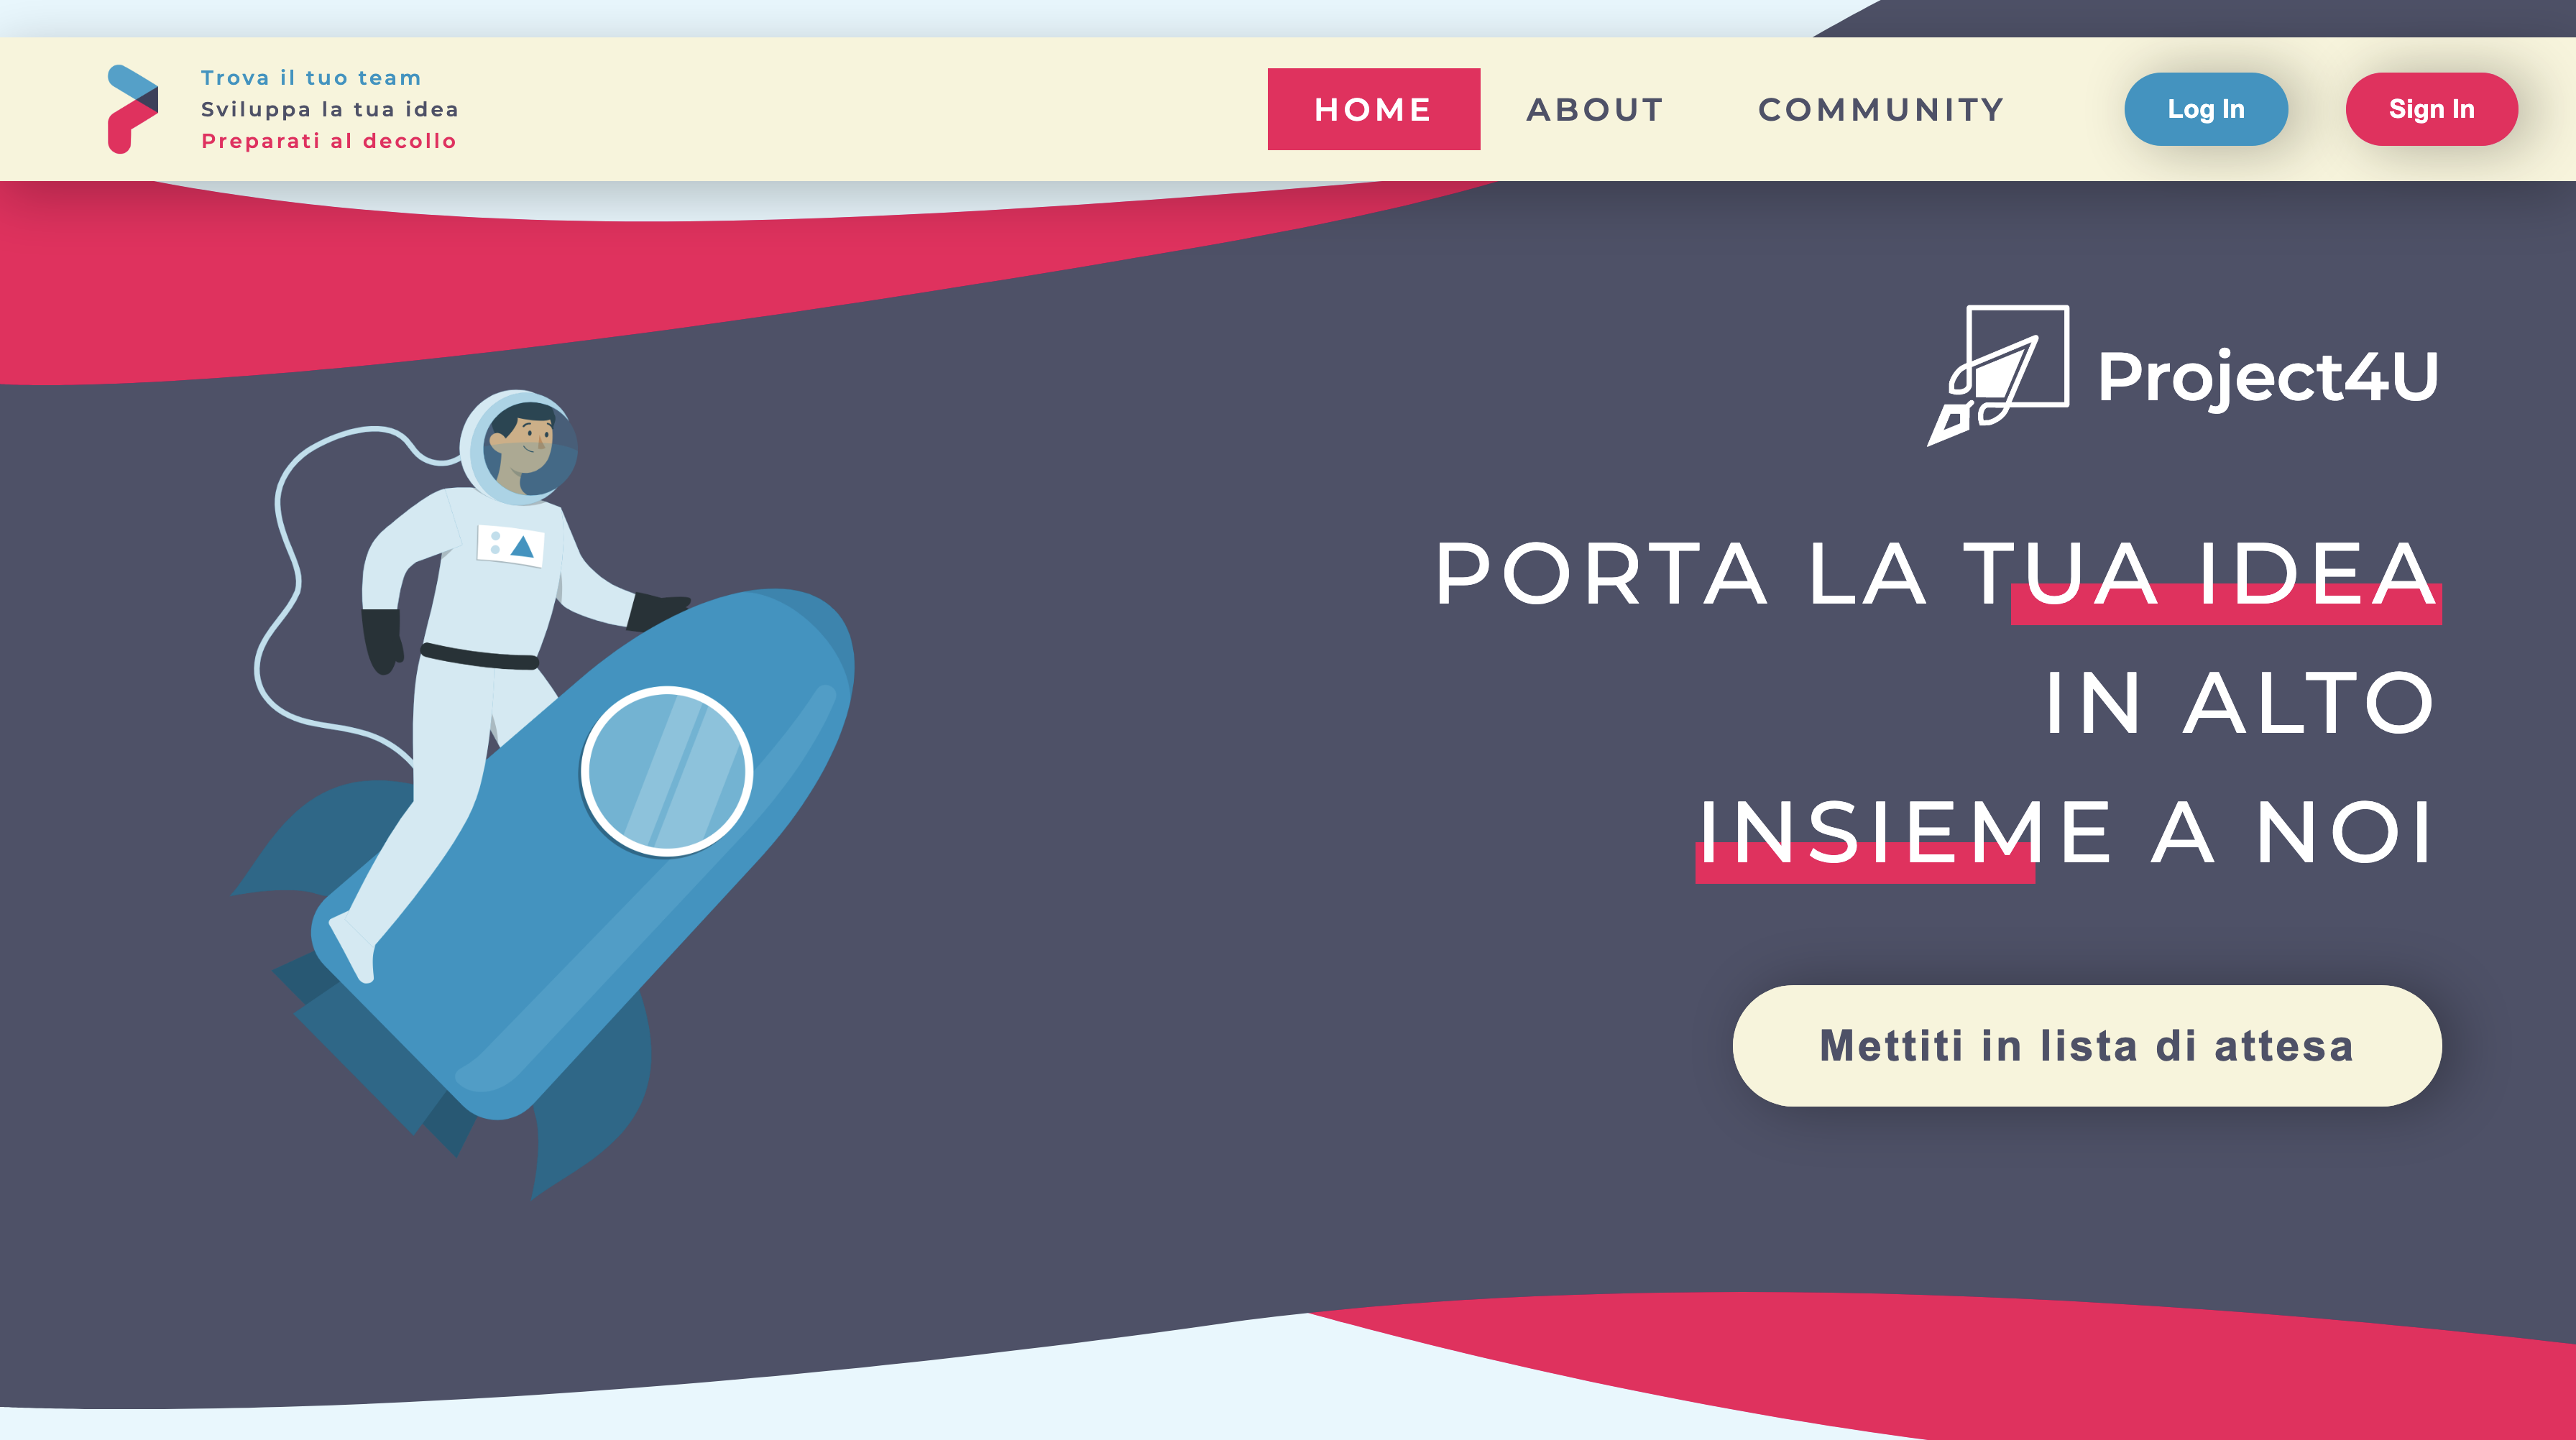 Trova il tuo team
Sviluppa la tua idea
Preparati al decollo
HOME
ABOUT
COMMUNITY
Log In
Sign In
Project4U
PORTA LA TUA IDEA
IN ALTO
INSIEME A NOI
Mettiti in lista di attesa